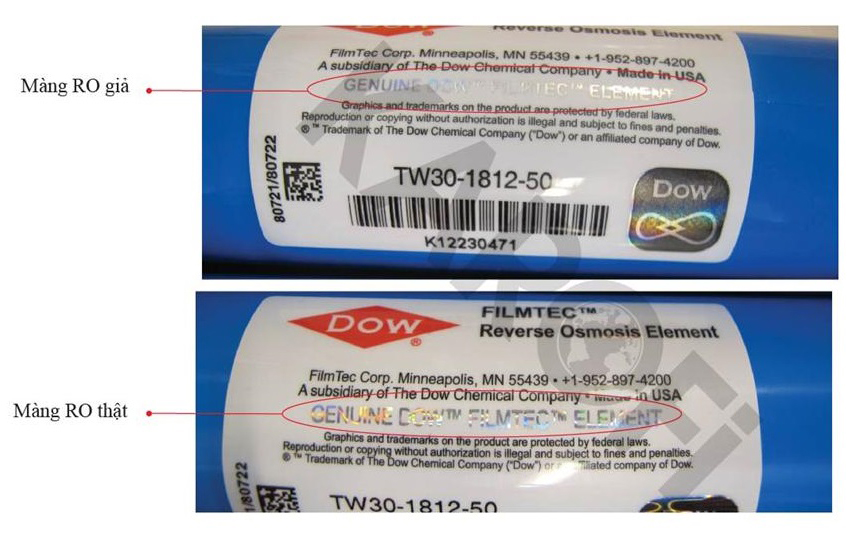 Màng RO giả
DOW
®
Reverse Osmosis Element
FilmTec Corp. Minneapolis, MN 55439 • +1-952-897-4200
A subsidiary of The Dow Chemical Company • Made in USA
GENUINE DOW™ FILMTEC™ ELEMENT
Graphics and trademarks on the product are protected by federal laws.
Reproduction or copying without authorization is illegal and subject to fines and penalties.
®™ Trademark of The Dow Chemical Company ("Dow") or an affiliated company of Dow.
80721/80722
TW30-1812-50
Dow
K12230471
KAROFI
Màng RO thật
DOW
®
FILMTEC™
Reverse Osmosis Element
FilmTec Corp. Minneapolis, MN 55439 • +1-952-897-4200
A subsidiary of The Dow Chemical Company • Made in USA
GENUINE DOW™ FILMTEC™ ELEMENT
Graphics and trademarks on the product are protected by federal laws.
Reproduction or copying without authorization is illegal and subject to fines and penalties.
®™ Trademark of The Dow Chemical Company ("Dow") or an affiliated company of Dow.
1/80722
TW30-1812-50
Dow